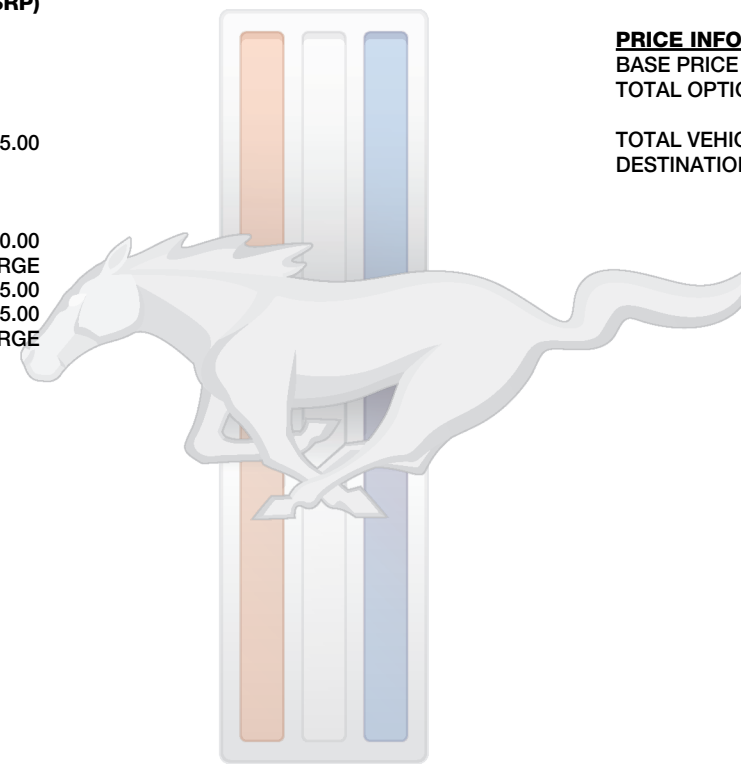 SRP)
5.00
0.00
RGE
5.00
5.00
RGE
PRICE INFO
BASE PRICE
TOTAL OPTIO
TOTAL VEHIC
DESTINATION